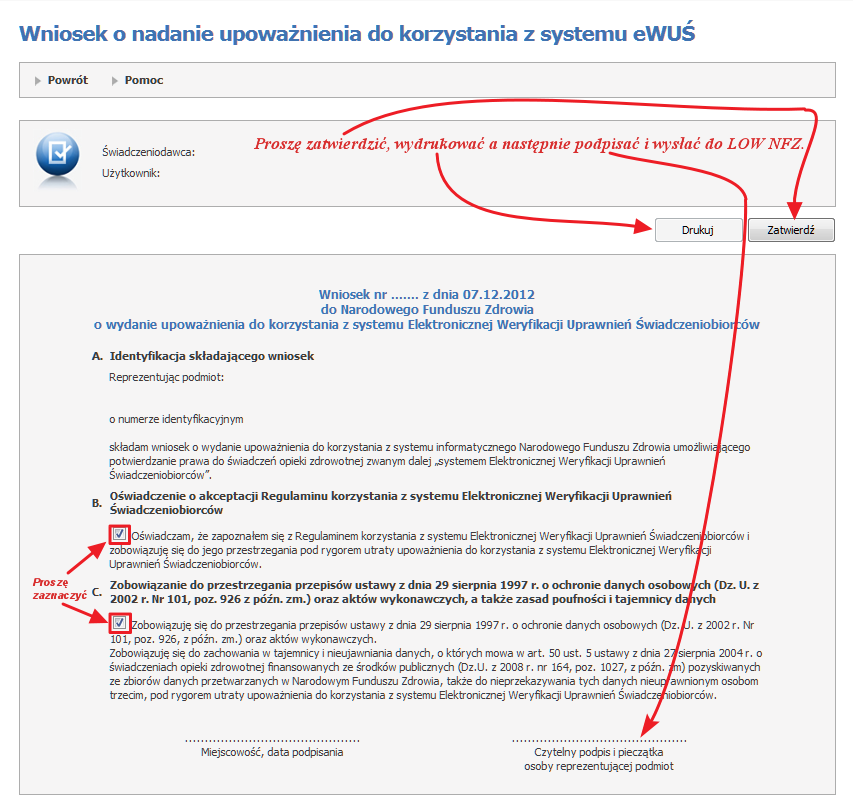 Wniosek o nadanie upoważnienia do korzystania z systemu eWUŚ
Powrót Pomoc
Świadczeniodawca:
Użytkownik:
Proszę zatwierdzić, wydrukować a następnie podpisać i wysłać do LOW NFZ.
Drukuj Zatwierdź
Wniosek nr ....... z dnia 07.12.2012
do Narodowego Funduszu Zdrowia
o wydanie upoważnienia do korzystania z systemu Elektronicznej Weryfikacji Uprawnień Świadczeniobiorców
A. Identyfikacja składającego wniosek
Reprezentując podmiot:
o numerze identyfikacyjnym
składam wniosek o wydanie upoważnienia do korzystania z systemu informatycznego Narodowego Funduszu Zdrowia umożliwiającego
potwierdzanie prawa do świadczeń opieki zdrowotnej zwanym dalej „systemem Elektronicznej Weryfikacji Uprawnień
Świadczeniobiorców”.
B. Oświadczenie o akceptacji Regulaminu korzystania z systemu Elektronicznej Weryfikacji Uprawnień
Świadczeniobiorców
Oświadczam, że zapoznałem się z Regulaminem korzystania z systemu Elektronicznej Weryfikacji Uprawnień Świadczeniobiorców i
zobowiązuję się do jego przestrzegania pod rygorem utraty upoważnienia do korzystania z systemu Elektronicznej Weryfikacji
Uprawnień Świadczeniobiorców.
Proszę
zaznaczyć
C. Zobowiązanie do przestrzegania przepisów ustawy z dnia 29 sierpnia 1997 r. o ochronie danych osobowych (Dz. U. z
2002 r. Nr 101, poz. 926 z późn. zm.) oraz aktów wykonawczych, a także zasad poufności i tajemnicy danych
Zobowiązuję się do przestrzegania przepisów ustawy z dnia 29 sierpnia 1997 r. o ochronie danych osobowych (Dz. U. z 2002 r. Nr
101, poz. 926, z późn. zm.) oraz aktów wykonawczych.
Zobowiązuję się do zachowania w tajemnicy i nieujawniania danych, o których mowa w art. 50 ust. 5 ustawy z dnia 27 sierpnia 2004 r. o
świadczeniach opieki zdrowotnej finansowanych ze środków publicznych (Dz.U. z 2008 r. nr 164, poz. 1027, z późn. zm) pozyskiwanych
ze zbiorów danych przetwarzanych w Narodowym Funduszu Zdrowia, także do nieprzekazywania tych danych nieuprawnionym osobom
trzecim, pod rygorem utraty upoważnienia do korzystania z systemu Elektronicznej Weryfikacji Uprawnień Świadczeniobiorców.
............................................ ............................................
Miejscowość, data podpisania Czytelny podpis i pieczątka
osoby reprezentującej podmiot